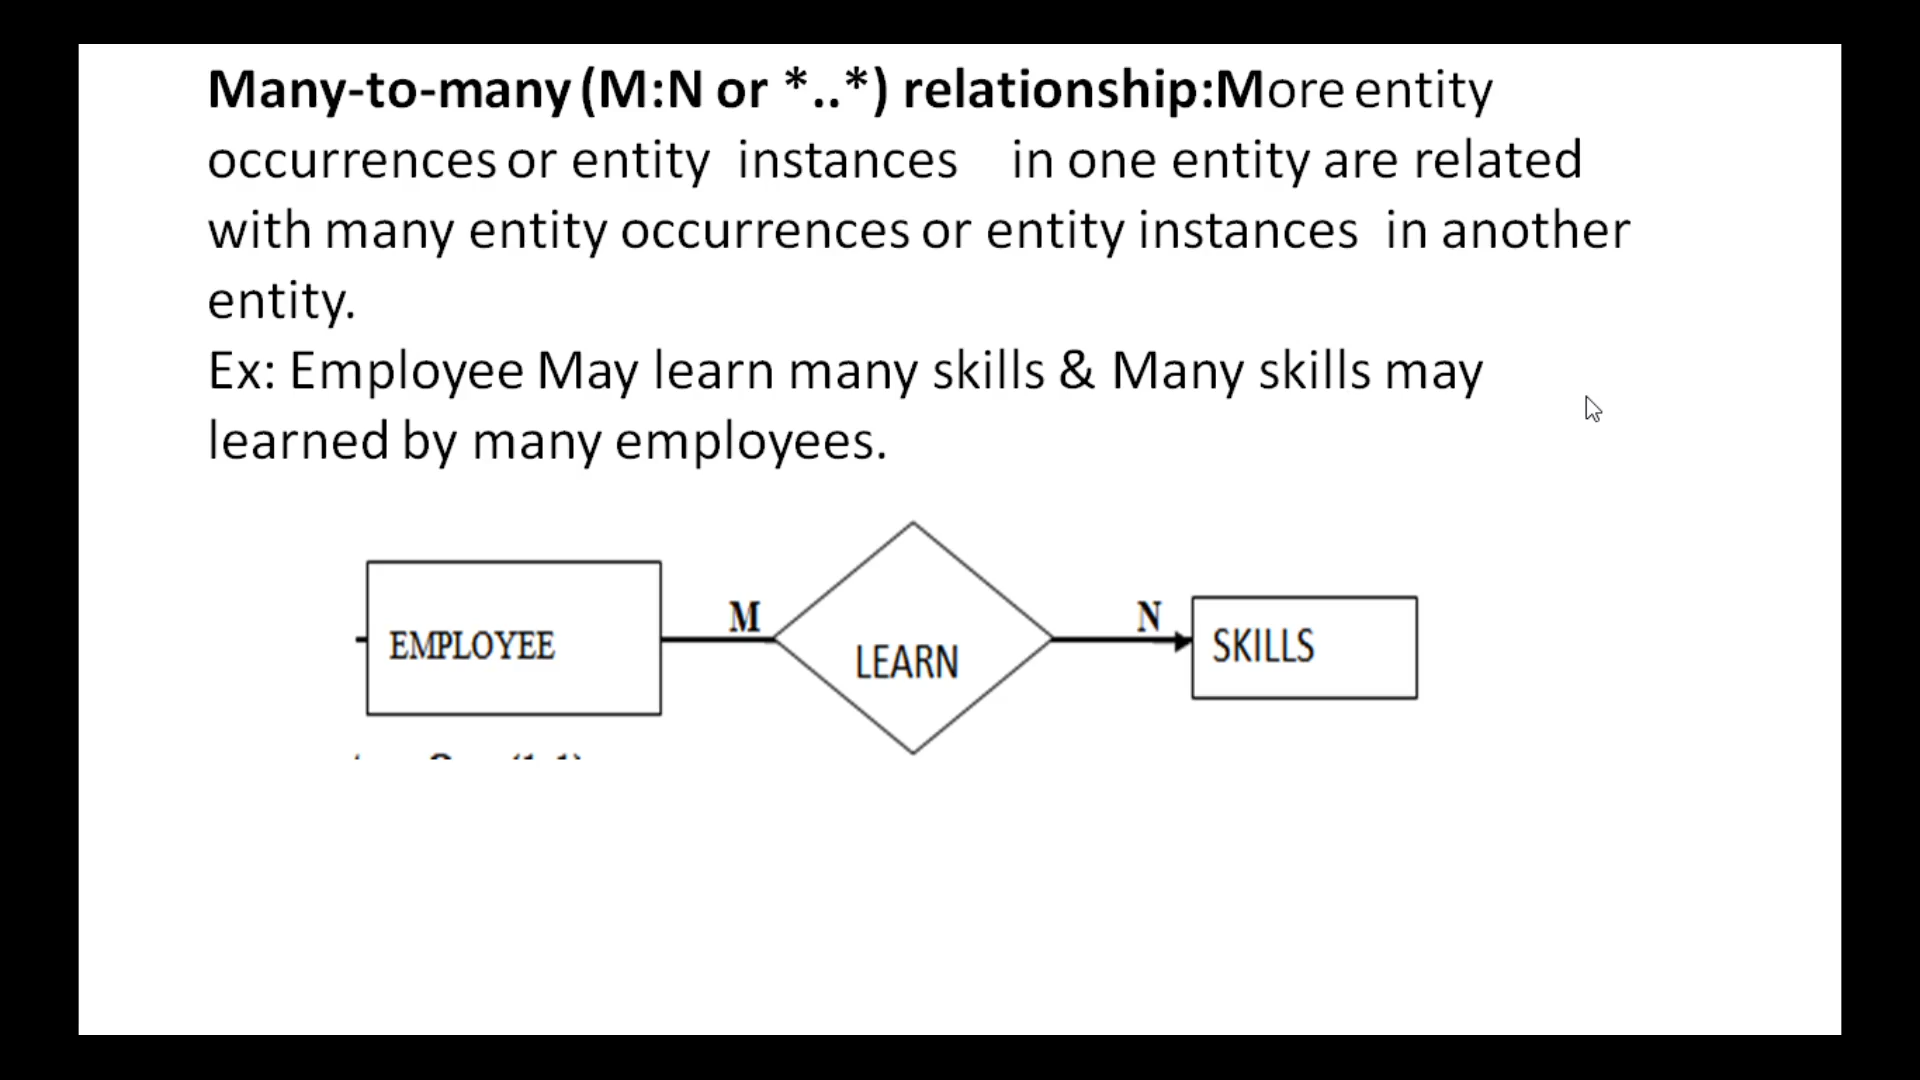 Many-to-many (M:N or *..*) relationship:More entity
occurrences or entity instances in one entity are related
with many entity occurrences or entity instances in another
entity.
Ex: Employee May learn many skills & Many skills may
learned by many employees.
EMPLOYEE M LEARN N SKILLS